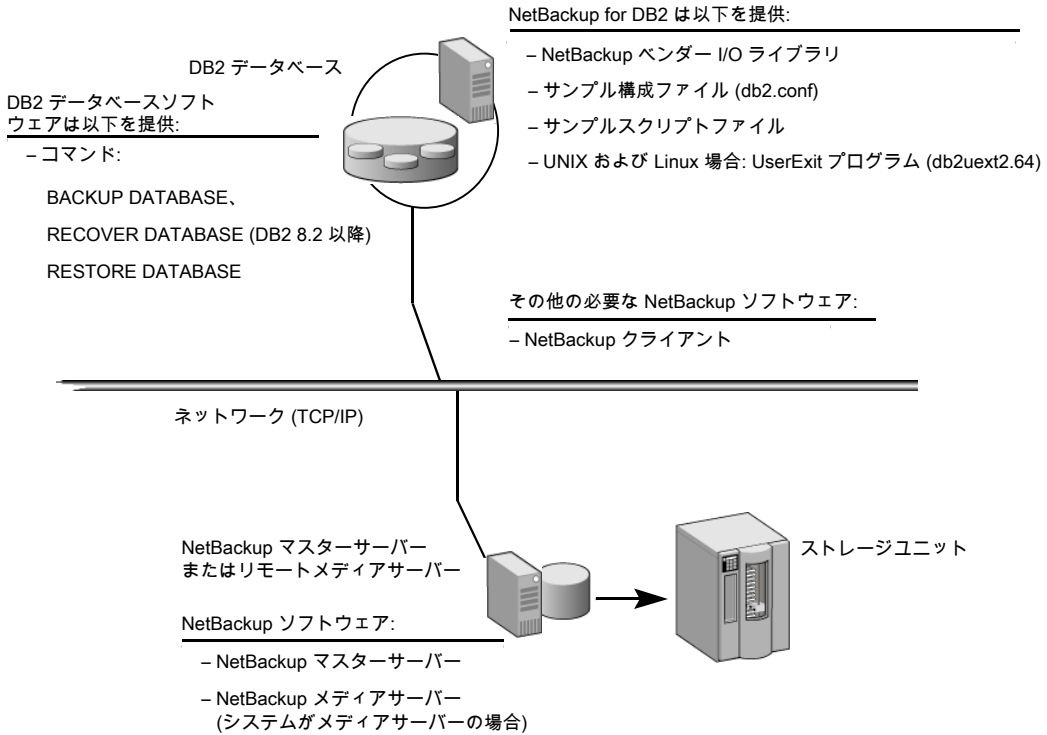 NetBackup for DB2 は以下を提供:
– NetBackup ベンダー I/O ライブラリ
– サンプル構成ファイル (db2.conf)
– サンプルスクリプトファイル
– UNIX および Linux 場合: UserExit プログラム (db2uext2.64)
DB2 データベース
DB2 データベースソフト
ウェアは以下を提供:
– コマンド:
BACKUP DATABASE、
RECOVER DATABASE (DB2 8.2 以降)
RESTORE DATABASE
その他の必要な NetBackup ソフトウェア:
– NetBackup クライアント
ネットワーク (TCP/IP)
NetBackup マスターサーバー
またはリモートメディアサーバー
ストレージユニット
NetBackup ソフトウェア:
– NetBackup マスターサーバー
– NetBackup メディアサーバー
(システムがメディアサーバーの場合)